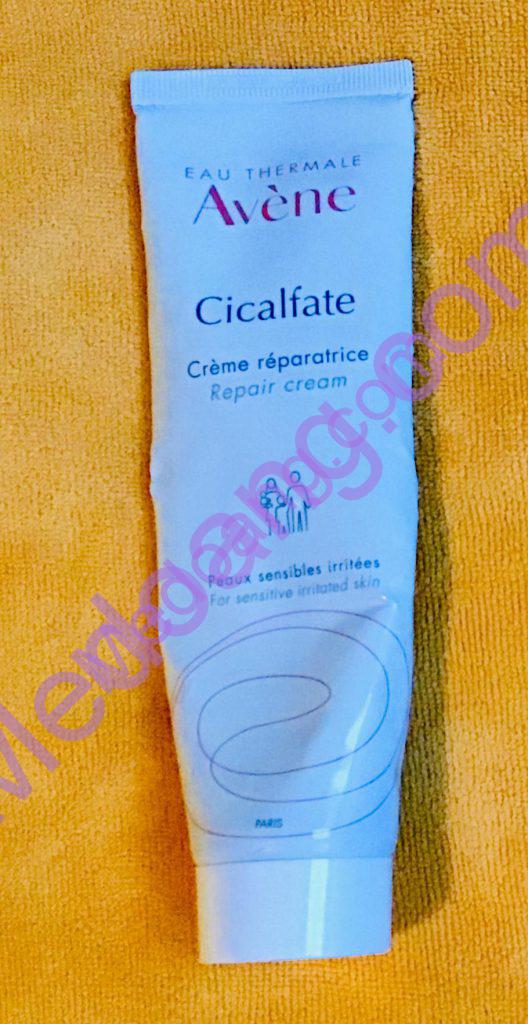 EAU THERMALE
Avène
Cicalfate
Crème réparatrice
Repair cream
Peaux sensibles irritées
For sensitive irritated skin
PARIS